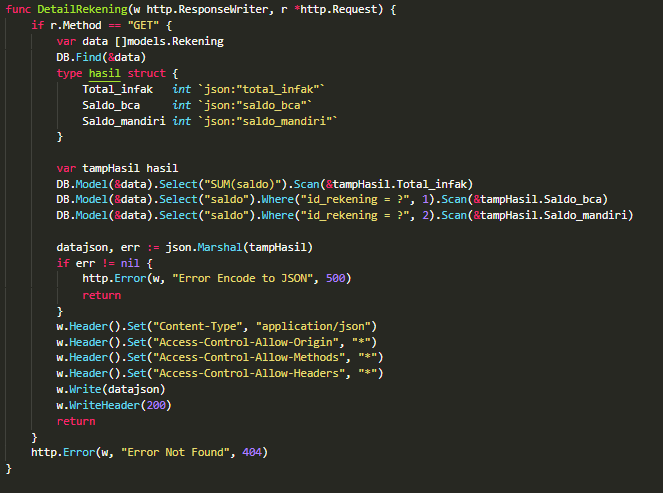 func DetailRekening(w http.ResponseWriter, r *http.Request) {
    if r.Method == "GET" {
        var data []models.Rekening
        DB.Find(&data)
        type hasil struct {
            Total_infak   int `json:"total_infak"`
            Saldo_bca     int `json:"saldo_bca"`
            Saldo_mandiri int `json:"saldo_mandiri"`
        }

        var tampHasil hasil
        DB.Model(&data).Select("SUM(saldo)").Scan(&tampHasil.Total_infak)
        DB.Model(&data).Select("saldo").Where("id_rekening = ?", 1).Scan(&tampHasil.Saldo_bca)
        DB.Model(&data).Select("saldo").Where("id_rekening = ?", 2).Scan(&tampHasil.Saldo_mandiri)

        datajson, err := json.Marshal(tampHasil)
        if err != nil {
            http.Error(w, "Error Encode to JSON", 500)
            return
        }
        w.Header().Set("Content-Type", "application/json")
        w.Header().Set("Access-Control-Allow-Origin", "*")
        w.Header().Set("Access-Control-Allow-Methods", "*")
        w.Header().Set("Access-Control-Allow-Headers", "*")
        w.Write(datajson)
        w.WriteHeader(200)
        return
    }
    http.Error(w, "Error Not Found", 404)
}